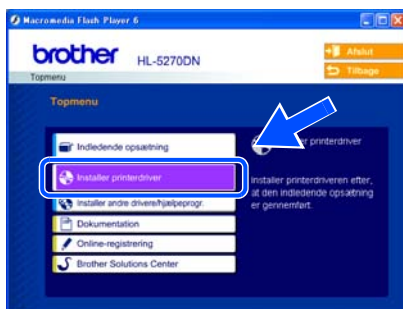 Macromedia Flash Player 6
brother HL-5270DN
Afslut
Tilbage
Topmenu
Topmenu
Indledende opsætning
Installer printerdriver
Installer andre drivere/hjælpeprogr.
Dokumentation
Online-registrering
Brother Solutions Center
printerdriver
Installer printerdriveren efter,
at den indledende opsætning
er gennemført.